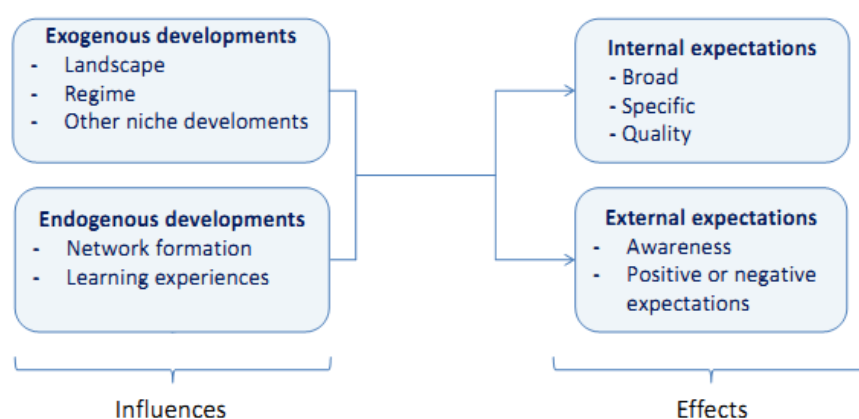 Exogenous developments
- Landscape
- Regime
- Other niche develoments
Endogenous developments
- Network formation
- Learning experiences
Influences
Internal expectations
- Broad
- Specific
- Quality
External expectations
- Awareness
- Positive or negative
expectations
Effects